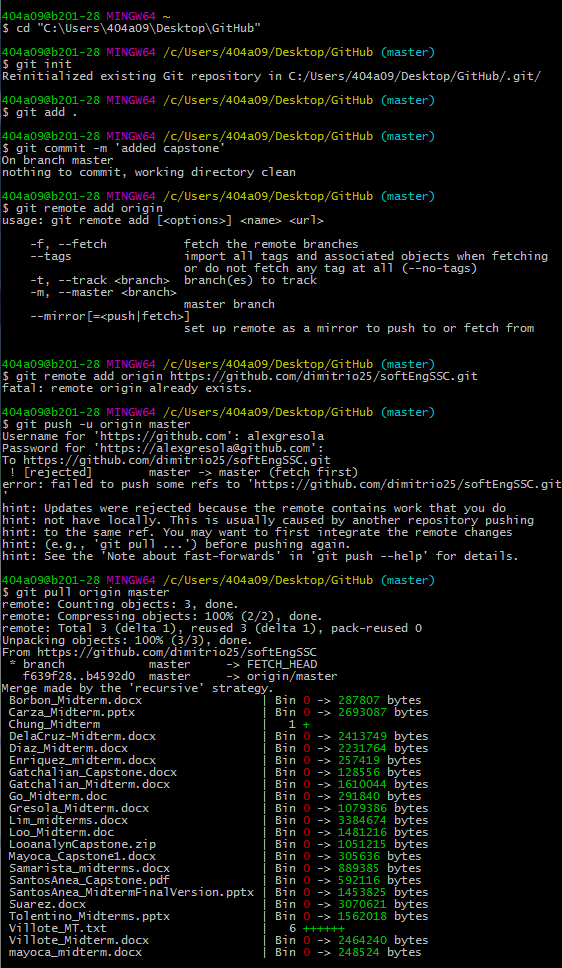 404a09@b201-28 MINGW64 ~
$ cd "C:\Users\404a09\Desktop\GitHub"
404a09@b201-28 MINGW64 /c/Users/404a09/Desktop/GitHub (master)
$ git init
Reinitialized existing Git repository in C:/Users/404a09/Desktop/GitHub/.git/
404a09@b201-28 MINGW64 /c/Users/404a09/Desktop/GitHub (master)
$ git add .
404a09@b201-28 MINGW64 /c/Users/404a09/Desktop/GitHub (master)
$ git commit -m 'added capstone'
On branch master
nothing to commit, working directory clean
404a09@b201-28 MINGW64 /c/Users/404a09/Desktop/GitHub (master)
$ git remote add origin
usage: git remote add [<options>] <name> <url>
-f, --fetch fetch the remote branches
--tags import all tags and associated objects when fetching
or do not fetch any tag at all (--no-tags)
-t, --track <branch> branch(es) to track
-m, --master <branch>
master branch
--mirror[=<push|fetch>]
set up remote as a mirror to push to or fetch from
404a09@b201-28 MINGW64 /c/Users/404a09/Desktop/GitHub (master)
$ git remote add origin https://github.com/dimitrio25/softEngSSC.git
fatal: remote origin already exists.
404a09@b201-28 MINGW64 /c/Users/404a09/Desktop/GitHub (master)
$ git push -u origin master
Username for 'https://github.com': alexgresola
Password for 'https://alexgresola@github.com':
To https://github.com/dimitrio25/softEngSSC.git
! [rejected] master -> master (fetch first)
error: failed to push some refs to 'https://github.com/dimitrio25/softEngSSC.git
'
hint: Updates were rejected because the remote contains work that you do
hint: not have locally. This is usually caused by another repository pushing
hint: to the same ref. You may want to first integrate the remote changes
hint: (e.g., 'git pull ...') before pushing again.
hint: See the 'Note about fast-forwards' in 'git push --help' for details.
404a09@b201-28 MINGW64 /c/Users/404a09/Desktop/GitHub (master)
$ git pull origin master
remote: Counting objects: 3, done.
remote: Compressing objects: 100% (2/2), done.
remote: Total 3 (delta 1), reused 3 (delta 1), pack-reused 0
Unpacking objects: 100% (3/3), done.
From https://github.com/dimitrio25/softEngSSC
* branch master -> FETCH_HEAD
f639f28..b4592d0 master -> origin/master
Merge made by the 'recursive' strategy.
Borbon_Midterm.docx | Bin 0 -> 287807 bytes
Carza_Midterm.pptx | Bin 0 -> 2693087 bytes
Chung_Midterm | 1 +
DelaCruz-Midterm.docx | Bin 0 -> 2413749 bytes
Diaz_Midterm.docx | Bin 0 -> 2231764 bytes
Enriquez_midterm.docx | Bin 0 -> 257419 bytes
Gatchalian_Capstone.docx | Bin 0 -> 128556 bytes
Gatchalian_Midterm.docx | Bin 0 -> 1610044 bytes
Go_Midterm.doc | Bin 0 -> 291840 bytes
Gresola_Midterm.docx | Bin 0 -> 1079386 bytes
Lim_midterms.docx | Bin 0 -> 3384674 bytes
Loo_Midterm.doc | Bin 0 -> 1481216 bytes
LooanalynCapstone.zip | Bin 0 -> 1051215 bytes
Mayoca_Capstone1.docx | Bin 0 -> 305636 bytes
Samarista_midterms.docx | Bin 0 -> 889385 bytes
SantosAnea_Capstone.pdf | Bin 0 -> 592116 bytes
SantosAnea_MidtermFinalVersion.pptx | Bin 0 -> 1453825 bytes
Suarez.docx | Bin 0 -> 3070621 bytes
Tolentino_Midterms.pptx | Bin 0 -> 1562018 bytes
Villote_MT.txt | 6 ++++++
Villote_Midterm.docx | Bin 0 -> 2464240 bytes
mayoca_midterm.docx | Bin 0 -> 248524 bytes